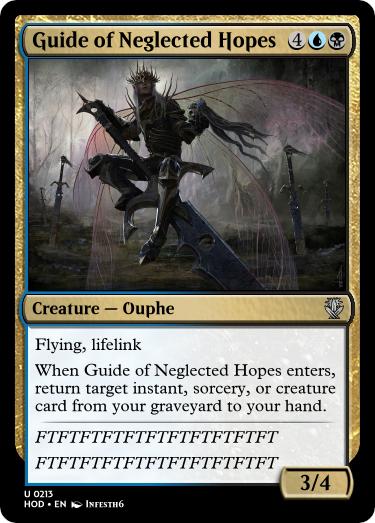 Guide of Neglected Hopes 4
Creature — Ouphe
Flying, lifelink
When Guide of Neglected Hopes enters,
return target instant, sorcery, or creature
card from your graveyard to your hand.
FTFTFTFTFTFTFTFTFTFTFT
FTFTFTFTFTFTFTFTFTFTFT
3/4
U 0213
HOD • EN Infesth6